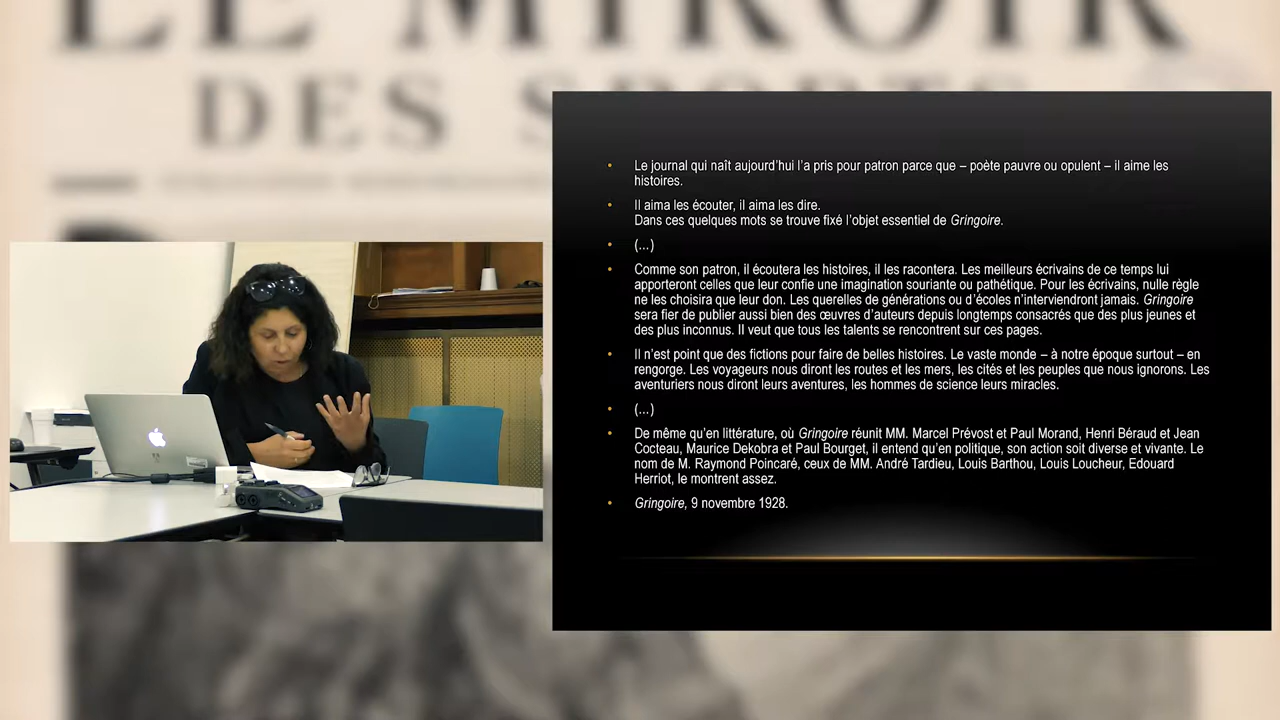 LE MIROIR
DES SPORTS
• Le journal qui naît aujourd’hui l’a pris pour patron parce que – poète pauvre ou opulent – il aime les
histoires.
• Il aima les écouter, il aima les dire.
Dans ces quelques mots se trouve fixé l’objet essentiel de Gringoire.
• (…)
• Comme son patron, il écoutera les histoires, il les racontera. Les meilleurs écrivains de ce temps lui
apporteront celles que leur confie une imagination souriante ou pathétique. Pour les écrivains, nulle règle
ne les choisira que leur don. Les querelles de générations ou d’écoles n’interviendront jamais. Gringoire
sera fier de publier aussi bien des œuvres d’auteurs depuis longtemps consacrés que des plus jeunes et
des plus inconnus. Il veut que tous les talents se rencontrent sur ces pages.
• Il n’est point que des fictions pour faire de belles histoires. Le vaste monde – à notre époque surtout – en
rengorge. Les voyageurs nous diront les routes et les mers, les cités et les peuples que nous ignorons. Les
aventuriers nous diront leurs aventures, les hommes de science leurs miracles.
• (…)
• De même qu’en littérature, où Gringoire réunit MM. Marcel Prévost et Paul Morand, Henri Béraud et Jean
Cocteau, Maurice Dekobra et Paul Bourget, il entend qu’en politique, son action soit diverse et vivante. Le
nom de M. Raymond Poincaré, ceux de MM. André Tardieu, Louis Barthou, Louis Loucheur, Edouard
Herriot, le montrent assez.
• Gringoire, 9 novembre 1928.